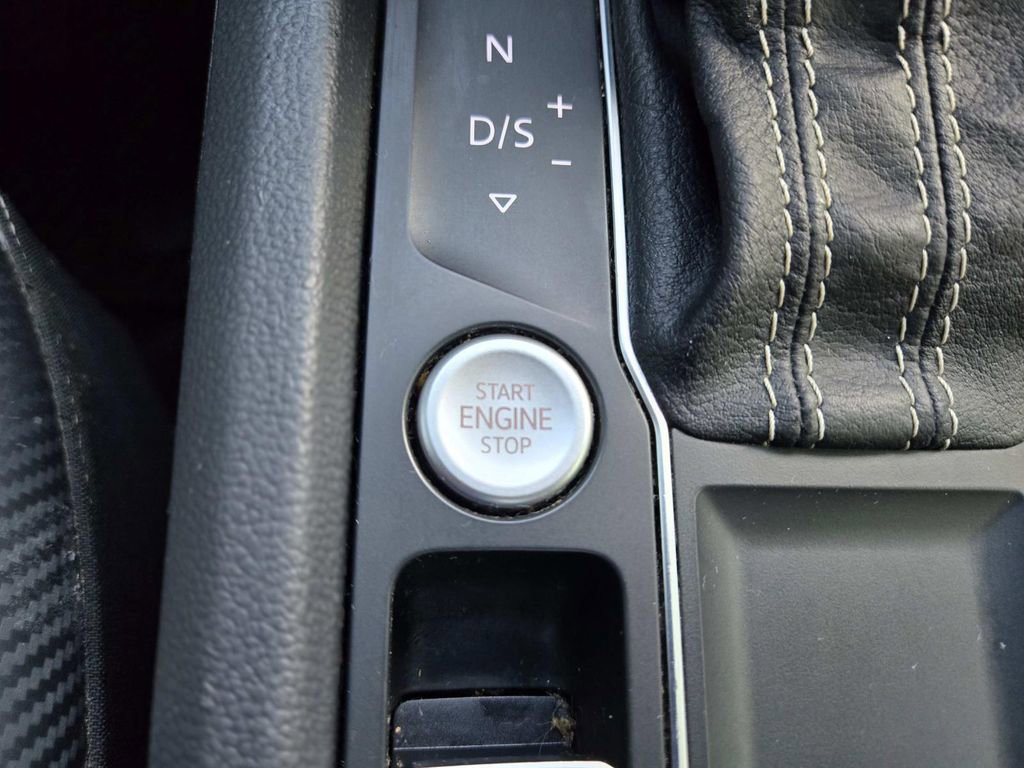 N
D/S + -
START
ENGINE
STOP